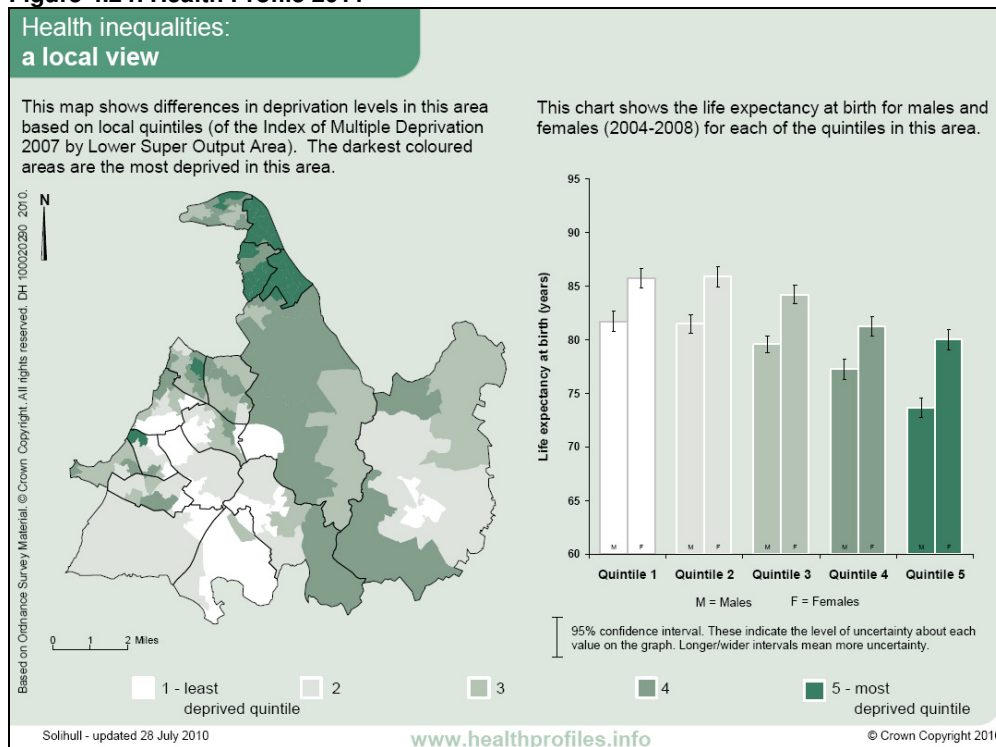 Health inequalities:
a local view
This map shows differences in deprivation levels in this area
based on local quintiles (of the Index of Multiple Deprivation
2007 by Lower Super Output Area). The darkest coloured
areas are the most deprived in this area.
N
Based on Ordnance Survey Material. © Crown Copyright. All rights reserved. DH 100020290 2010.
0 1 2 Miles
This chart shows the life expectancy at birth for males and
females (2004-2008) for each of the quintiles in this area.
Life expectancy at birth (years)
95
90
85
80
75
70
65
60
M F M F M F M F M F
Quintile 1 Quintile 2 Quintile 3 Quintile 4 Quintile 5
M = Males F = Females
95% confidence interval. These indicate the level of uncertainty about each
value on the graph. Longer/wider intervals mean more uncertainty.
1 - least
deprived quintile
2
3
4
5 - most
deprived quintile
Solihull - updated 28 July 2010
www.healthprofiles.info
© Crown Copyright 2010